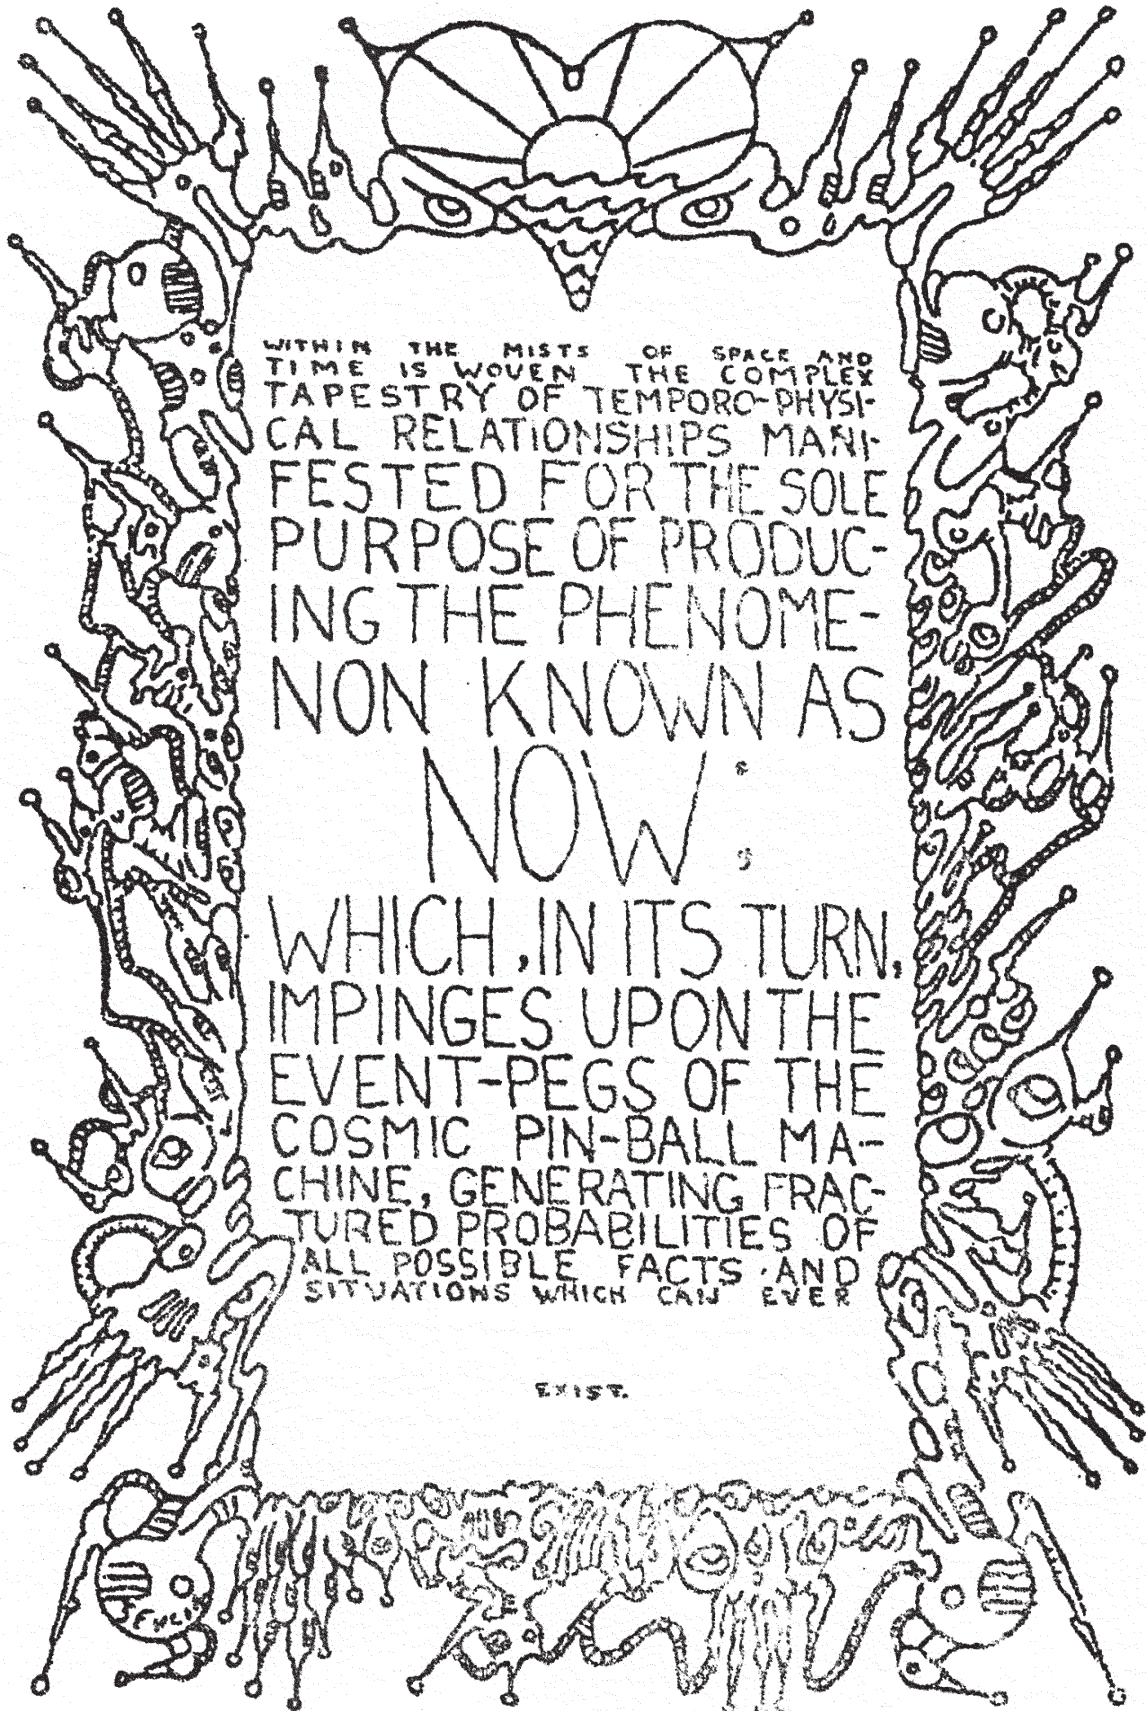 WITHIN THE MISTS OF SPACE AND
TIME IS WOVEN THE COMPLEX
TAPESTRY OF TEMPORO-PHYSI-
CAL RELATIONSHIPS MANI-
FESTED FOR THE SOLE
PURPOSE OF PRODUC-
ING THE PHENOME-
NON KNOWN AS
NOW:
WHICH, IN ITS TURN,
IMPINGES UPON THE
EVENT-PEGS OF THE
COSMIC PIN-BALL MA-
CHINE, GENERATING FRAC-
TURED PROBABILITIES OF
ALL POSSIBLE FACTS AND
SITUATIONS WHICH CAN EVER
EXIST.